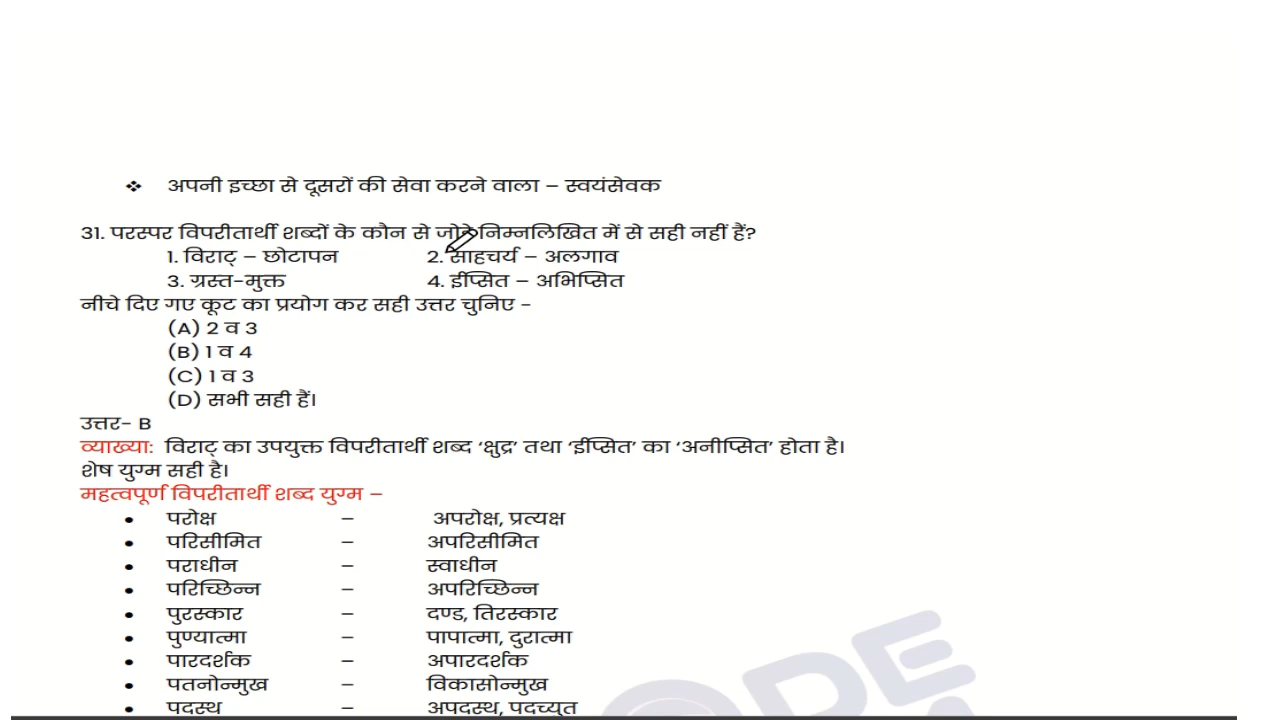 ❖ अपनी इच्छा से दूसरों की सेवा करने वाला – स्वयंसेवक
31. परस्पर विपरीतार्थी शब्दों के कौन से जोड़े निम्नलिखित में से सही नहीं हैं?
1. विराट् – छोटापन 2. साहचर्य – अलगाव
3. ग्रस्त-मुक्त 4. ईप्सित – अभिप्सित
नीचे दिए गए कूट का प्रयोग कर सही उत्तर चुनिए -
(A) 2 व 3
(B) 1 व 4
(C) 1 व 3
(D) सभी सही हैं।
उत्तर- B
व्याख्या: विराट् का उपयुक्त विपरीतार्थी शब्द ‘क्षुद्र’ तथा ‘ईप्सित’ का ‘अनीप्सित’ होता है।
शेष युग्म सही है।
महत्वपूर्ण विपरीतार्थी शब्द युग्म –
• परोक्ष – अपरोक्ष, प्रत्यक्ष
• परिसीमित – अपरिसीमित
• पराधीन – स्वाधीन
• परिच्छिन्न – अपरिच्छिन्न
• पुरस्कार – दण्ड, तिरस्कार
• पुण्यात्मा – पापात्मा, दुरात्मा
• पारदर्शक – अपारदर्शक
• पतनोन्मुख – विकासोन्मुख
• पदस्थ – अपदस्थ, पदच्युत